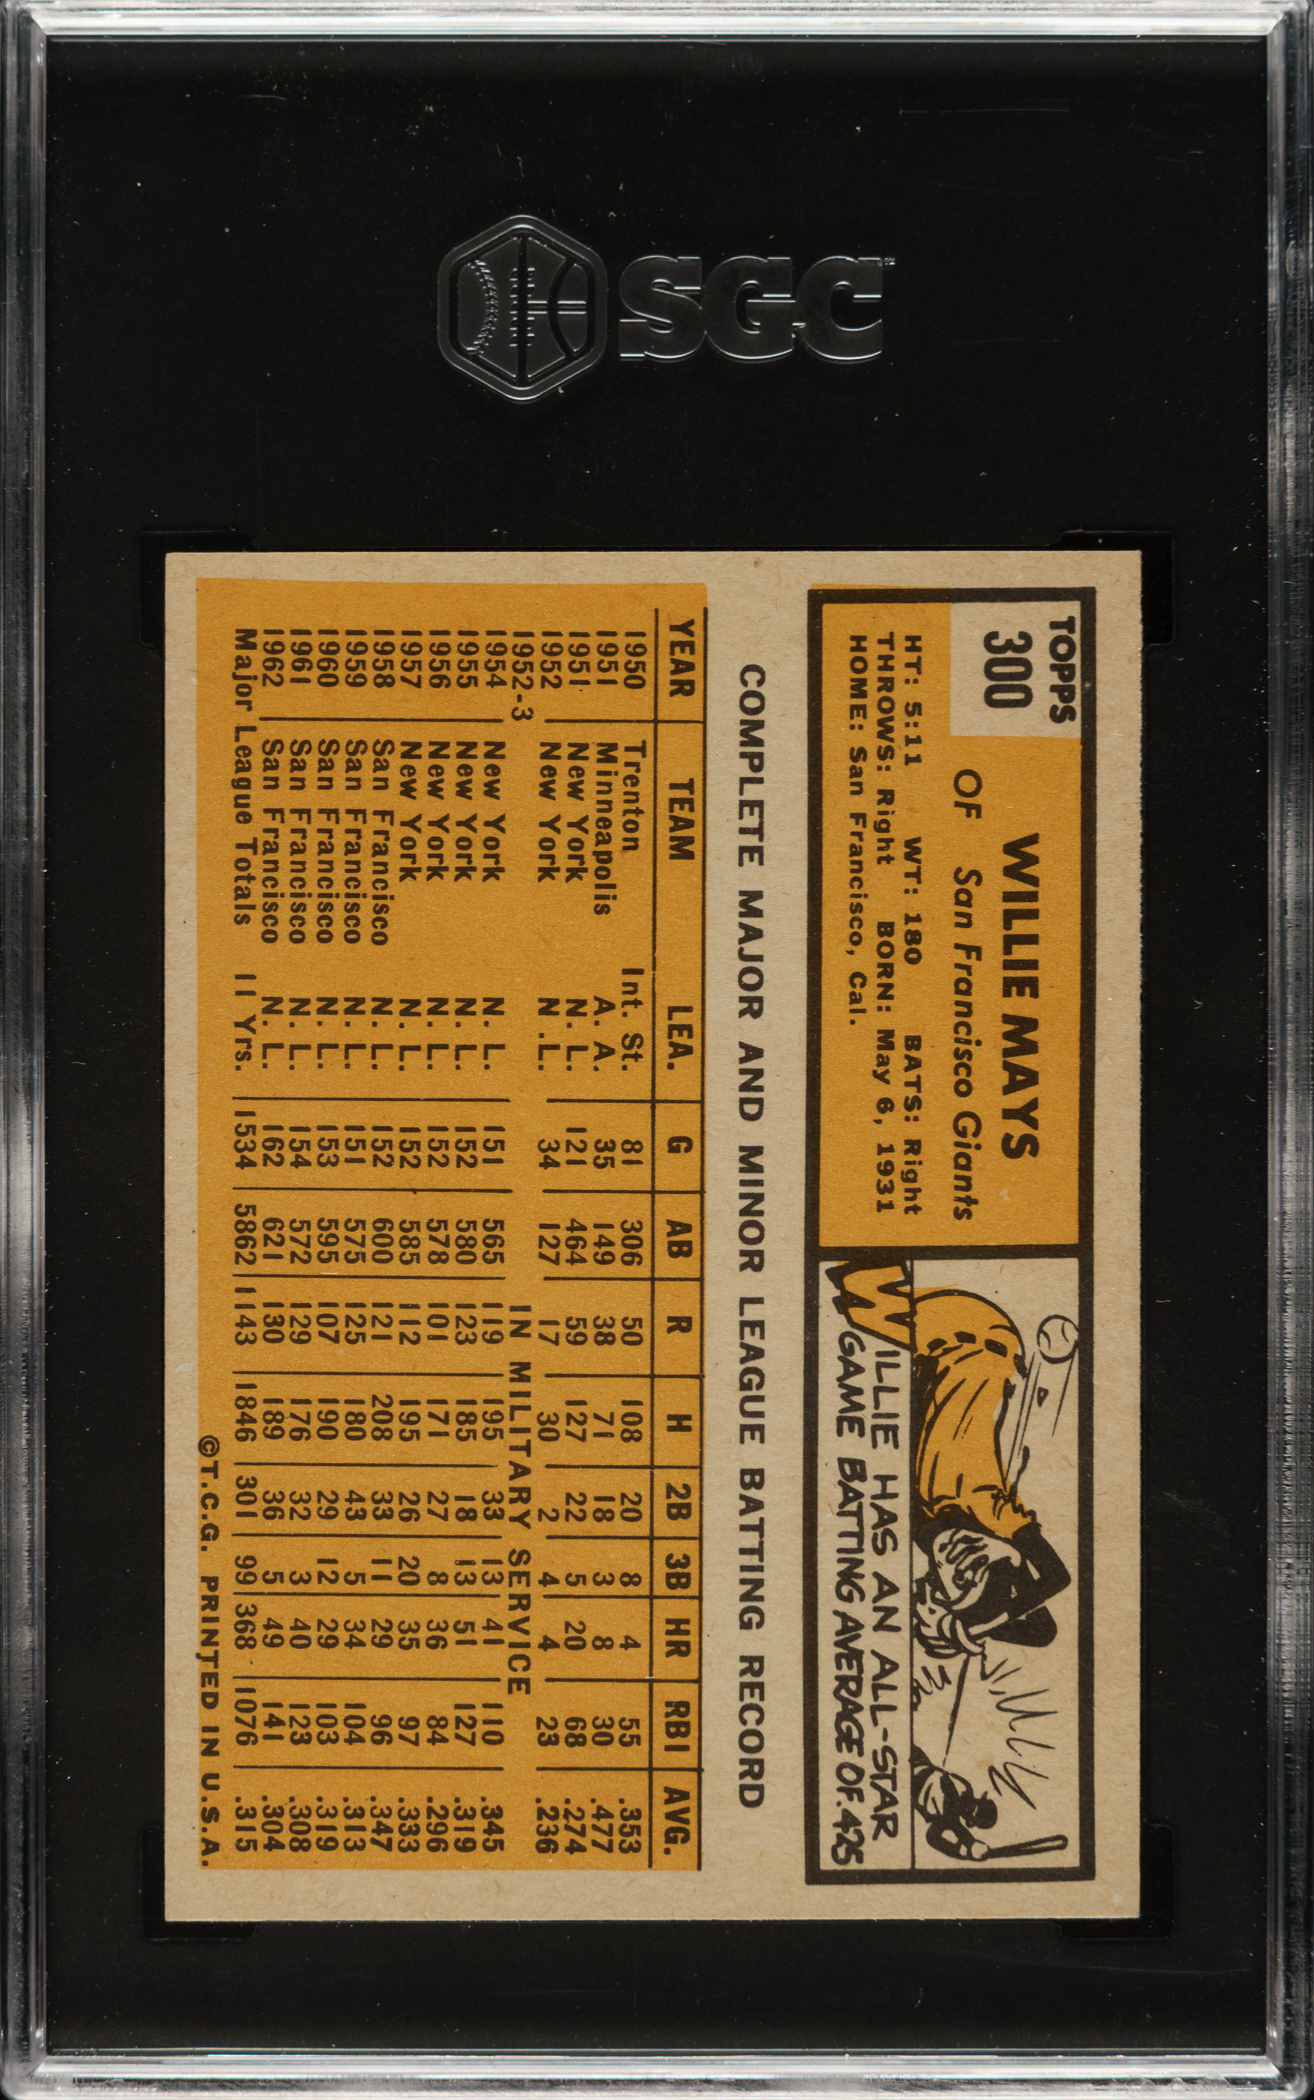 SGC
TOPPS
300
WILLIE MAYS
OF San Francisco Giants
HT: 5:11 WT: 180 BATS: Right
THROWS: Right BORN: May 6, 1931
HOME: San Francisco, Cal.
WILLIE HAS AN ALL-STAR
GAME BATTING AVERAGE OF .425
COMPLETE MAJOR AND MINOR LEAGUE BATTING RECORD
YEAR TEAM LEA. G AB R H 2B 3B HR RBI AVG.
1950 Trenton Int. St. 81 306 50 108 20 8 4 55 .353
1951 Minneapolis A. A. 35 149 38 71 18 3 8 30 .477
1951 New York N. L. 121 464 59 127 22 5 20 68 .274
1952 New York N .L. 34 127 17 30 2 4 4 23 .236
1952-3 IN MILITARY SERVICE
1954 New York N. L. 151 565 119 195 33 13 41 110 .345
1955 New York N. L. 152 580 123 185 18 13 51 127 .319
1956 New York N. L. 152 578 101 171 27 8 36 84 .296
1957 New York N. L. 152 585 112 195 26 20 35 97 .333
1958 San Francisco N. L. 152 600 121 208 33 11 29 96 .347
1959 San Francisco N. L. 151 575 125 180 43 5 34 104 .313
1960 San Francisco N. L. 153 595 107 190 29 12 29 103 .319
1961 San Francisco N. L. 154 572 129 176 32 3 40 123 .308
1962 San Francisco N. L. 162 621 130 189 36 5 49 141 .304
Major League Totals 11 Yrs. 1534 5862 1143 1846 301 99 368 1076 .315
©T.C.G. PRINTED IN U.S.A.